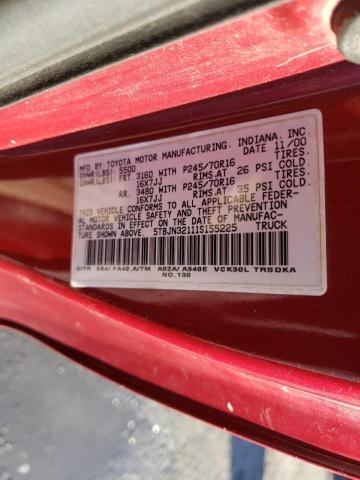 MFD BY: TOYOTA MOTOR MANUFACTURING, INDIANA, INC.
GVWR(LBS) 5500 DATE: 11/00
GAWR(LBS): FRT. 3160 WITH P245/70R16 TIRES,
16X7JJ RIMS.AT 26 PSI COLD.
RR. 3480 WITH P245/70R16 TIRES,
16X7JJ RIMS.AT 35 PSI COLD.
THIS VEHICLE CONFORMS TO ALL APPLICABLE FEDER-
AL MOTOR VEHICLE SAFETY AND THEFT PREVENTION
STANDARDS IN EFFECT ON THE DATE OF MANUFAC-
TURE SHOWN ABOVE. 5TBJN32111S155225 TRUCK
C/TR: 3K4/FA40,A/TM: A02A/A340E VCK30L TRSDKA
NO.130